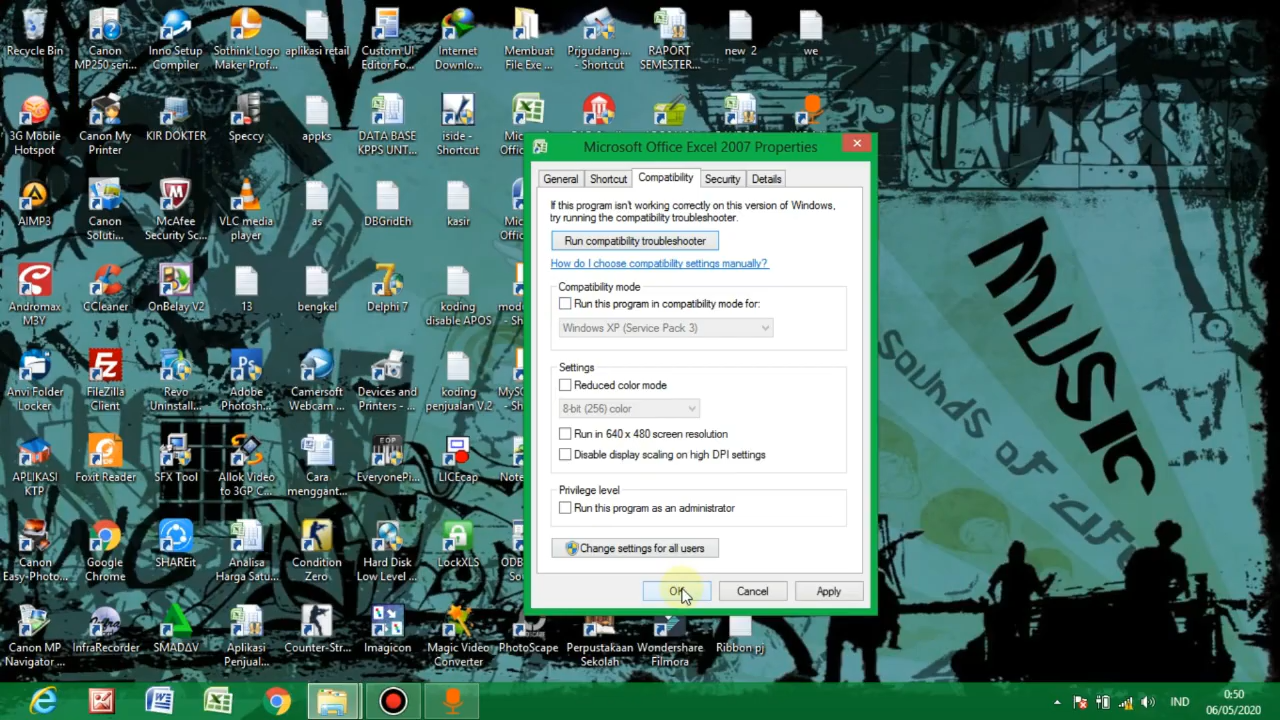 Recycle Bin
Canon
MP250 seri...
Inno Setup
Compiler
Sothink Logo
Maker Prof...
aplikasi retail
Custom UI
Editor Fo...
Internet
Downlo...
Membuat
File Exe ...
Prjgudang....
- Shortcut
RAPORT
SEMESTER...
new 2
we
3G Mobile
Hotspot
Canon My
Printer
KIR DOKTER
Speccy
appks
DATA BASE
KPPS UNT...
iside -
Shortcut
Microsoft Office Excel 2007 Properties
General
Shortcut
Compatibility
Security
Details
If this program isn't working correctly on this version of Windows,
try running the compatibility troubleshooter.
Run compatibility troubleshooter
How do I choose compatibility settings manually?
Compatibility mode
Run this program in compatibility mode for:
Windows XP (Service Pack 3)
Settings
Reduced color mode
8-bit (256) color
Run in 640 x 480 screen resolution
Disable display scaling on high DPI settings
Privilege level
Run this program as an administrator
Change settings for all users
OK
Cancel
Apply
AIMP3
Canon
Soluti...
McAfee
Security Sc...
VLC media
player
as
DBGridEh
kasir
Andromax
M3Y
CCleaner
OnBelay V2
13
bengkel
Delphi 7
koding
disable APOS
Anvi Folder
Locker
FileZilla
Client
Revo
Uninstall...
Adobe
Photosh...
Camersoft
Webcam ...
Devices and
Printers - ...
koding
penjualan V.2
APLIKASI
KTP
Foxit Reader
SFX Tool
Allok Video
to 3GP C...
Cara
menggant...
EveryonePi...
LICEcap
Canon
Easy-Photo...
Google
Chrome
SHAREit
Analisa
Harga Satu...
Condition
Zero
Hard Disk
Low Level ...
LockXLS
Canon MP
Navigator ...
InfraRecorder
SMADΔV
Aplikasi
Penjual...
Counter-Str...
Imagicon
Magic Video
Converter
PhotoScape
Perpustakaan
Sekolah
Wondershare
Filmora
Ribbon pj
MUSIC
sounds of city
IND
0:50
06/05/2020